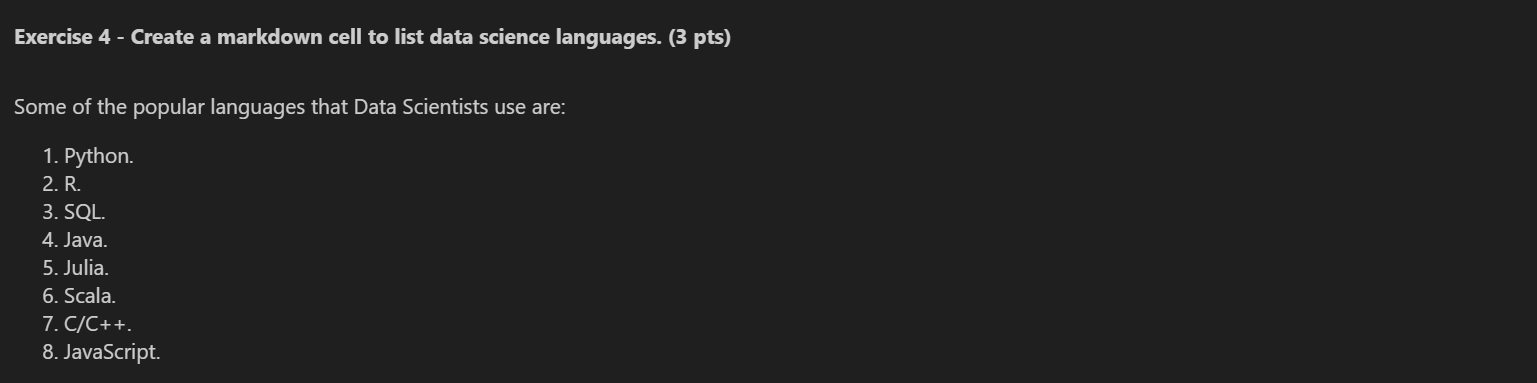 Exercise 4 - Create a markdown cell to list data science languages. (3 pts)
Some of the popular languages that Data Scientists use are:
1. Python.
2. R.
3. SQL.
4. Java.
5. Julia.
6. Scala.
7. C/C++.
8. JavaScript.